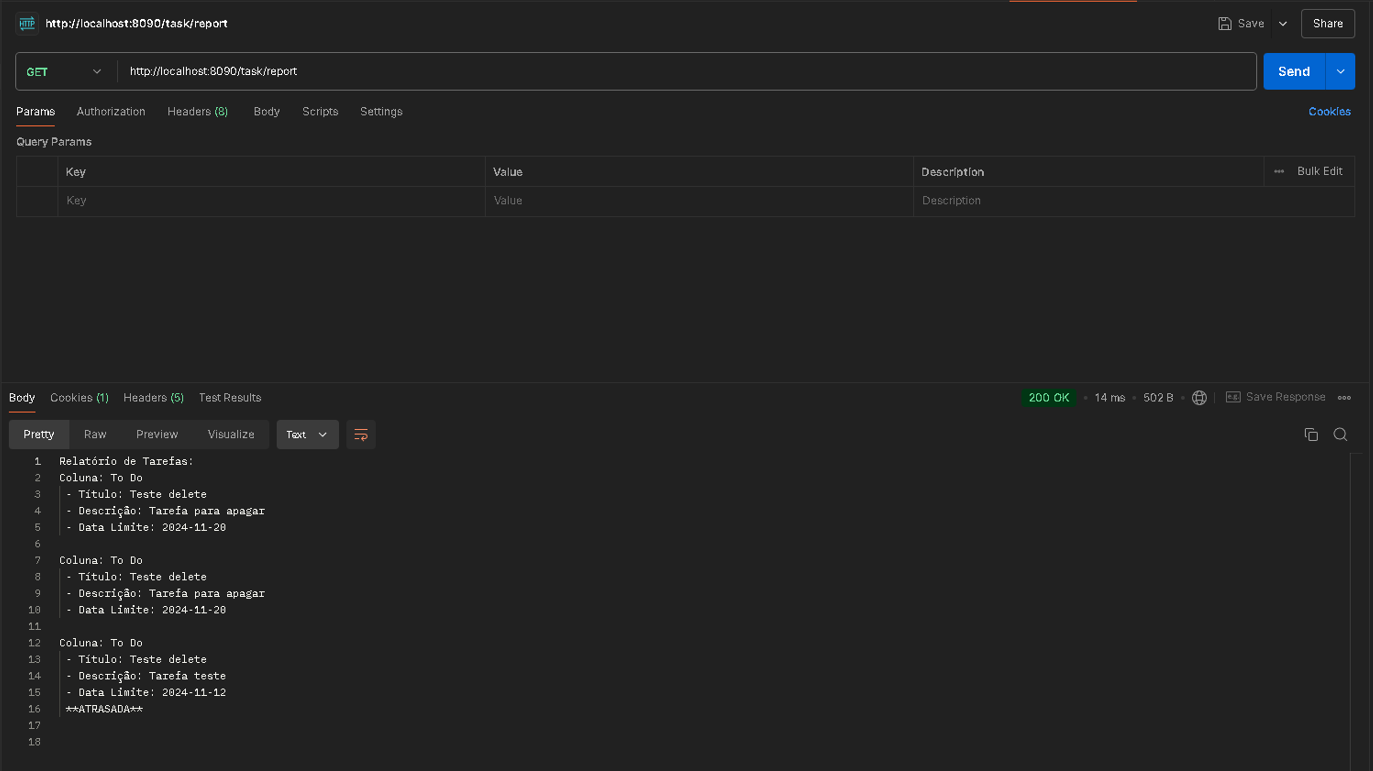 HTTP http://localhost:8090/task/report Save Share
GET http://localhost:8090/task/report Send
Params Authorization Headers (8) Body Scripts Settings Cookies
Query Params
Key Value Description ••• Bulk Edit
Key Value Description
Body Cookies (1) Headers (5) Test Results 200 OK • 14 ms • 502 B • Save Response •••
Pretty Raw Preview Visualize Text
1 Relatório de Tarefas:
2 Coluna: To Do
3 - Título: Teste delete
4 - Descrição: Tarefa para apagar
5 - Data Limite: 2024-11-20
6
7 Coluna: To Do
8 - Título: Teste delete
9 - Descrição: Tarefa para apagar
10 - Data Limite: 2024-11-20
11
12 Coluna: To Do
13 - Título: Teste delete
14 - Descrição: Tarefa teste
15 - Data Limite: 2024-11-12
16 **ATRASADA**
17
18